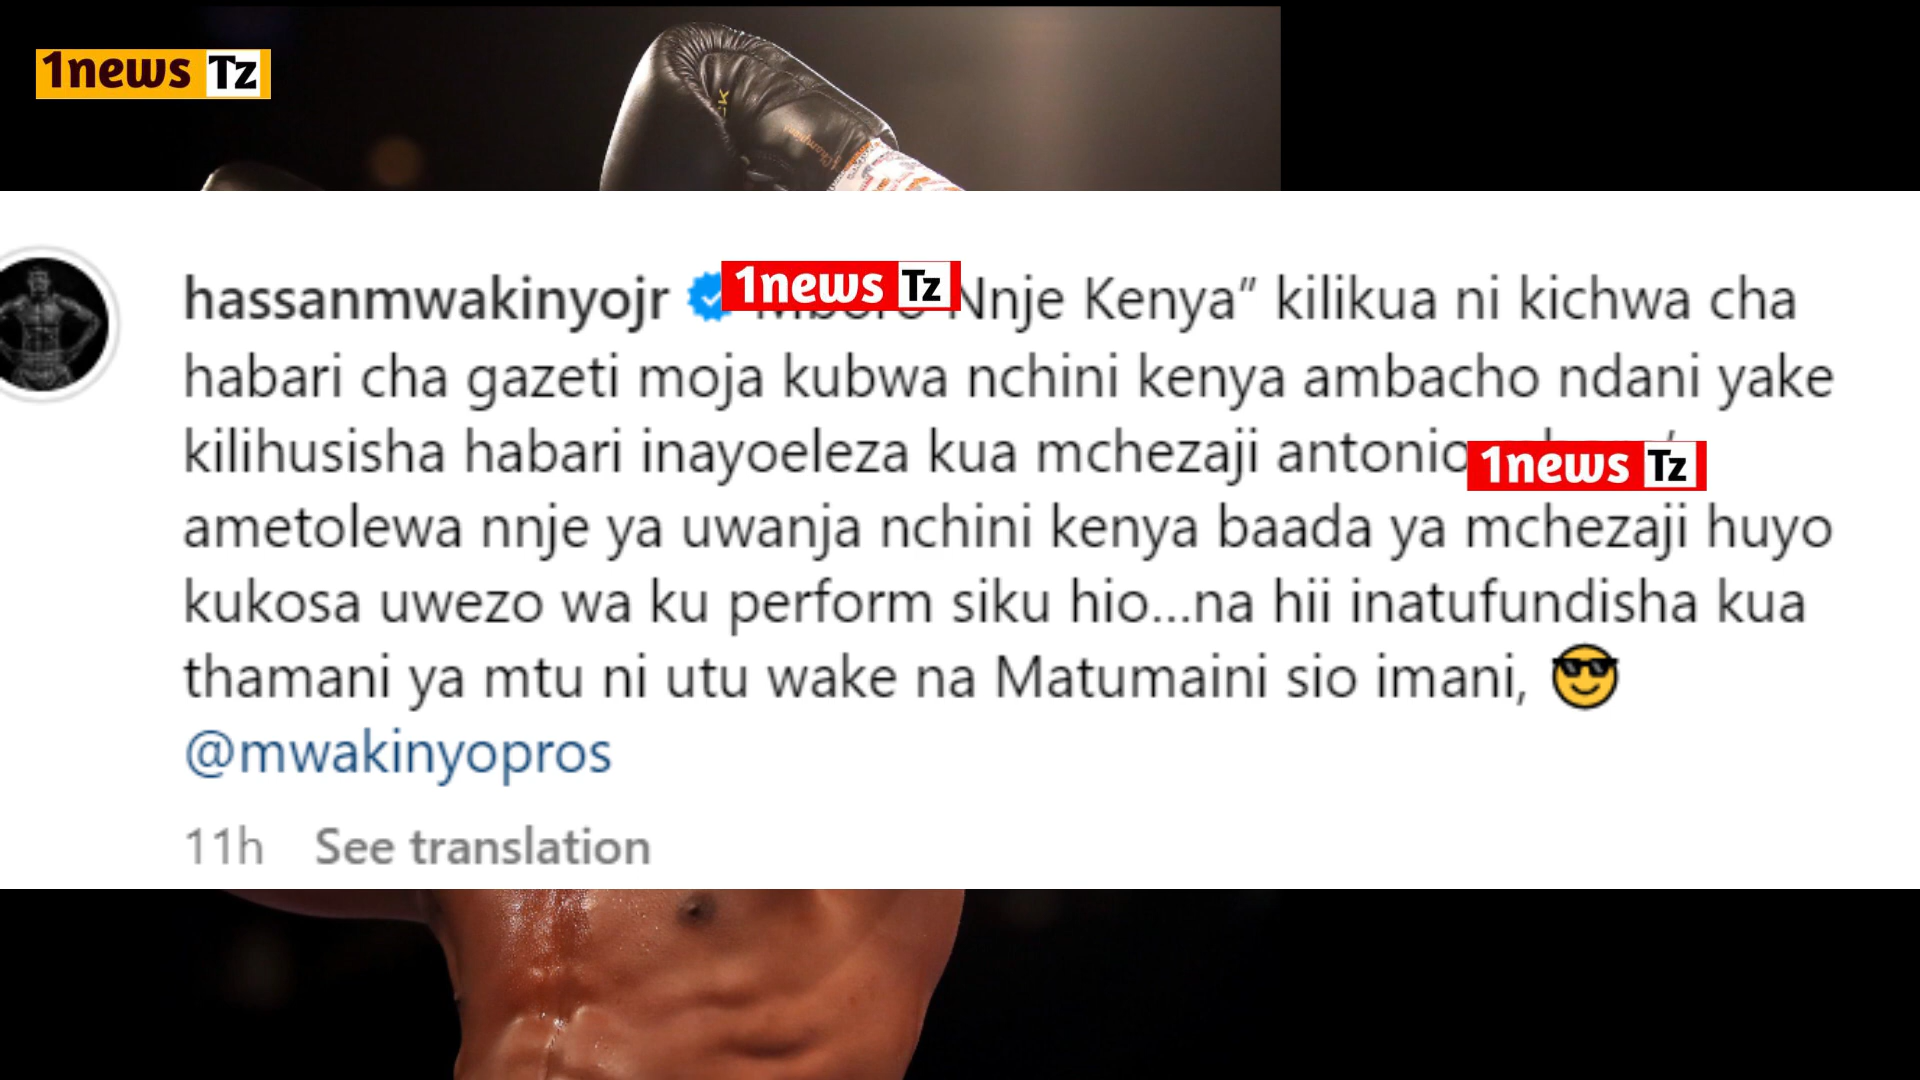 1news Tz
hassanmwakinyojr 1news Tz Nnje Kenya” kilikua ni kichwa cha
habari cha gazeti moja kubwa nchini kenya ambacho ndani yake
kilihusisha habari inayoeleza kua mchezaji antonio 1news Tz
ametolewa nnje ya uwanja nchini kenya baada ya mchezaji huyo
kukosa uwezo wa ku perform siku hio...na hii inatufundisha kua
thamani ya mtu ni utu wake na Matumaini sio imani, 😎
@mwakinyopros
11h See translation